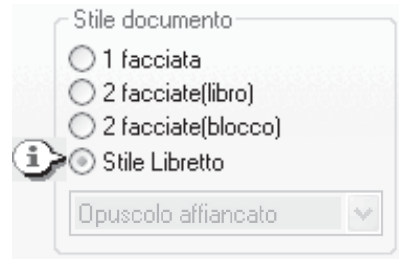 Stile documento
1 facciata
2 facciate(libro)
2 facciate(blocco)
Stile Libretto
Opuscolo affiancato